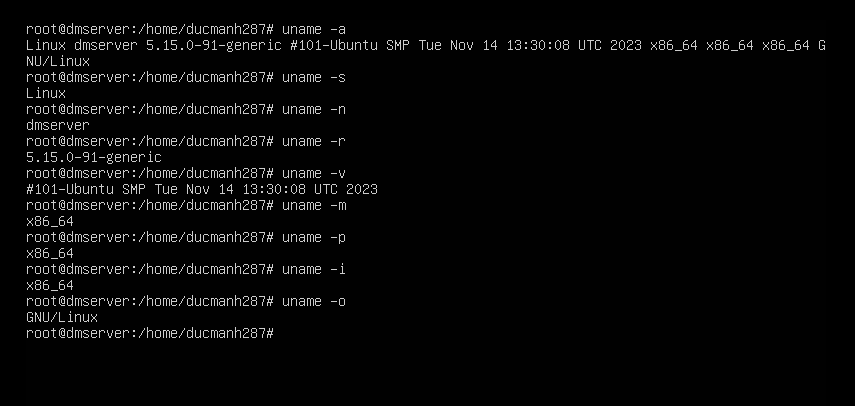 root@dmserver:/home/ducmanh287# uname -a
Linux dmserver 5.15.0-91-generic #101-Ubuntu SMP Tue Nov 14 13:30:08 UTC 2023 x86_64 x86_64 x86_64 G
NU/Linux
root@dmserver:/home/ducmanh287# uname -s
Linux
root@dmserver:/home/ducmanh287# uname -n
dmserver
root@dmserver:/home/ducmanh287# uname -r
5.15.0-91-generic
root@dmserver:/home/ducmanh287# uname -v
#101-Ubuntu SMP Tue Nov 14 13:30:08 UTC 2023
root@dmserver:/home/ducmanh287# uname -m
x86_64
root@dmserver:/home/ducmanh287# uname -p
x86_64
root@dmserver:/home/ducmanh287# uname -i
x86_64
root@dmserver:/home/ducmanh287# uname -o
GNU/Linux
root@dmserver:/home/ducmanh287#